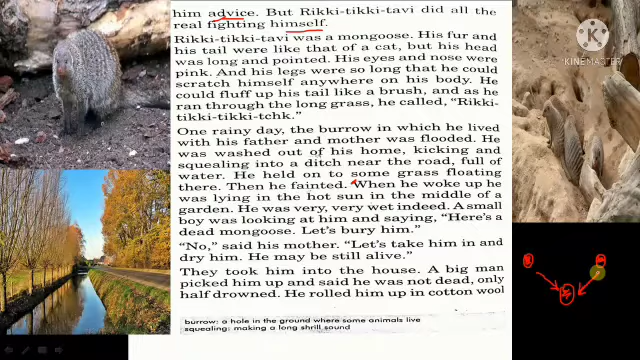 him advice. But Rikki-tikki-tavi did all the
real fighting himself.
Rikki-tikki-tavi was a mongoose. His fur and
his tail were like that of a cat, but his head
was long and pointed. His eyes and nose were
pink. And his legs were so long that he could
scratch himself anywhere on his body. He
could fluff up his tail like a brush, and as he
ran through the long grass, he called, “Rikki-
tikki-tikki-tchk.”
One rainy day, the burrow in which he lived
with his father and mother was flooded. He
was washed out of his home, kicking and
squealing into a ditch near the road, full of
water. He held on to some grass floating
there. Then he fainted. When he woke up he
was lying in the hot sun in the middle of a
garden. He was very, very wet indeed. A small
boy was looking at him and saying, “Here’s a
dead mongoose. Let’s bury him.”
“No,” said his mother. “Let’s take him in and
dry him. He may be still alive.”
They took him into the house. A big man
picked him up and said he was not dead, only
half drowned. He rolled him up in cotton wool
burrow: a hole in the ground where some animals live
squealing: making a long shrill sound
KINEMASTER